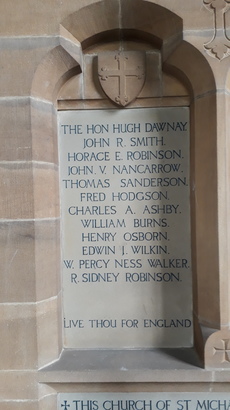 THE HON HUGH DAWNAY.
JOHN R. SMITH.
HORACE E. ROBINSON.
JOHN. V. NANCARROW.
THOMAS SANDERSON.
FRED HODGSON.
CHARLES A. ASHBY.
WILLIAM BURNS.
HENRY OSBORN.
EDWIN J. WILKIN.
W. PERCY NESS WALKER.
R. SIDNEY ROBINSON.
LIVE THOU FOR ENGLAND
THIS CHURCH OF ST MICHA